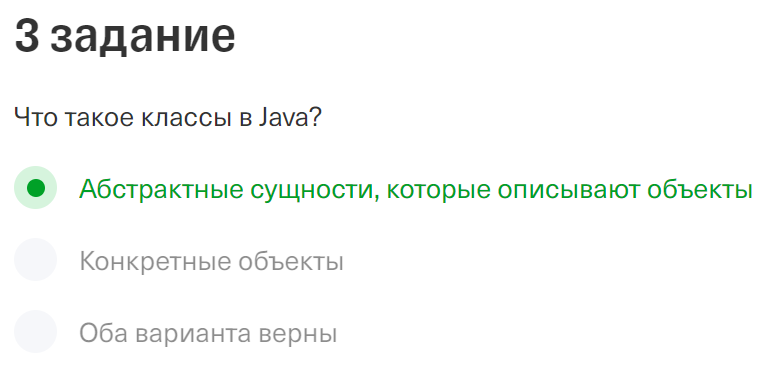 3 задание
Что такое классы в Java?
Абстрактные сущности, которые описывают объекты
Конкретные объекты
Оба варианта верны